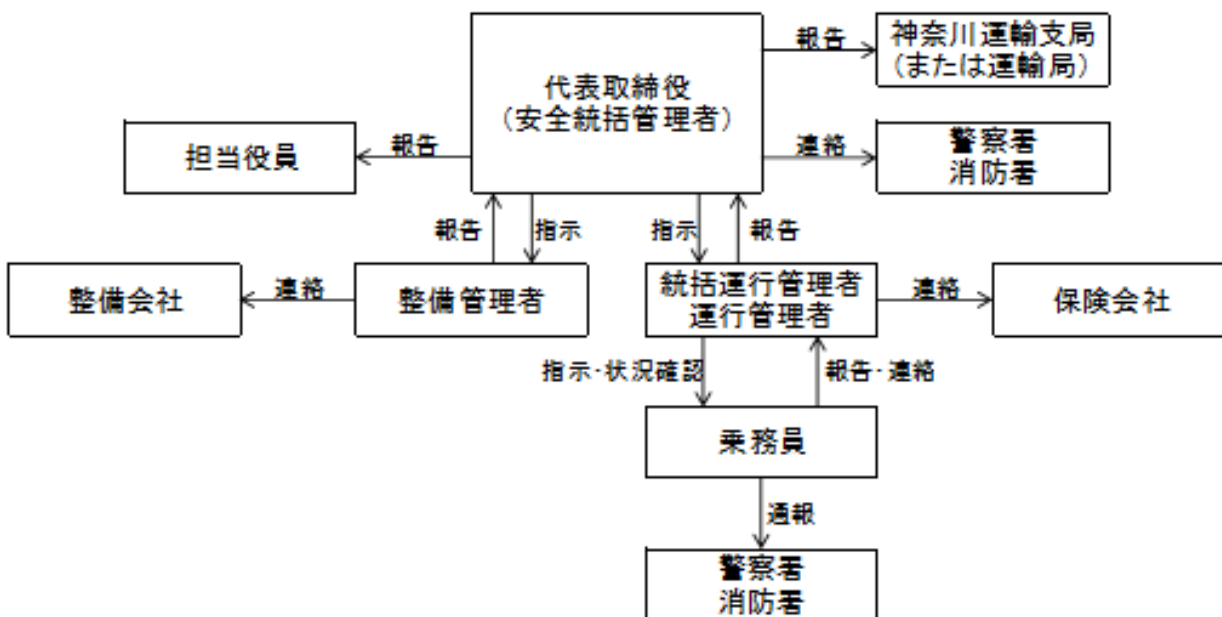 報告
神奈川運輸支局
(または運輸局)
代表取締役
(安全統括管理者)
担当役員
報告
連絡
警察署
消防署
報告
指示
指示
報告
整備会社
連絡
整備管理者
統括運行管理者
運行管理者
連絡
保険会社
指示・状況確認
報告・連絡
乗務員
通報
警察署
消防署